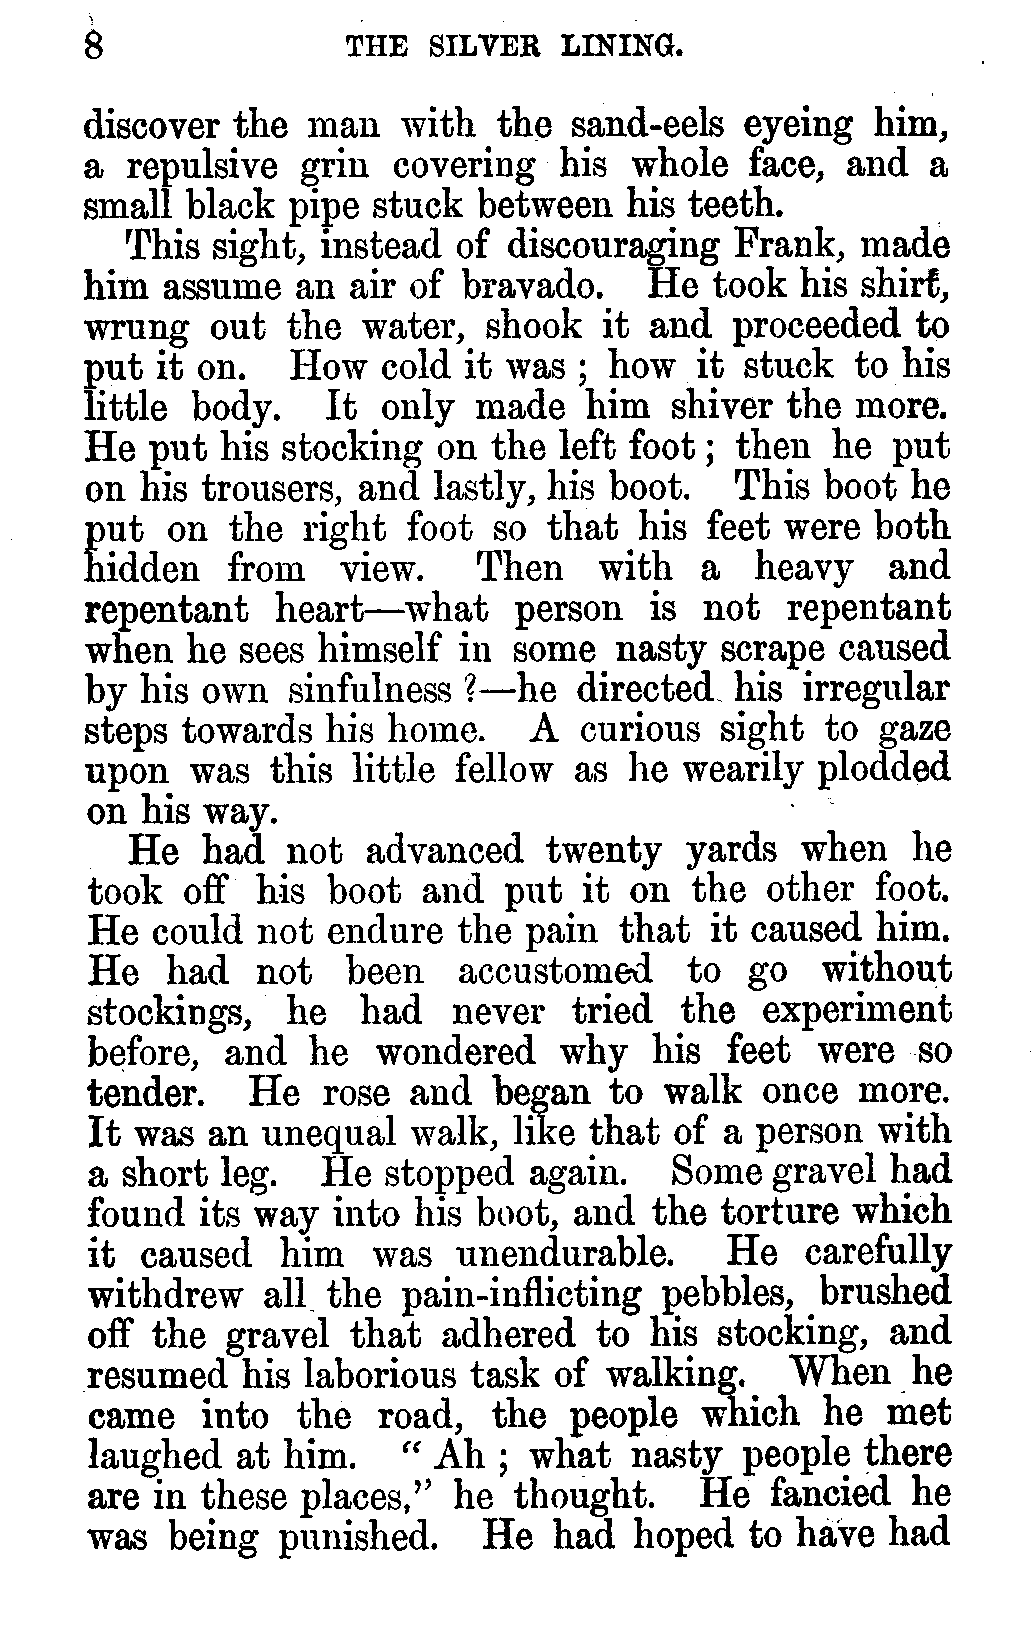 8 THE SILVER LINING.
discover the man with the sand-eels eyeing him,
a repulsive grin covering his whole face, and a
small black pipe stuck between his teeth.
This sight, instead of discouraging Frank, made
him assume an air of bravado. He took his shirt,
wrung out the water, shook it and proceeded to
put it on. How cold it was ; how it stuck to his
little body. It only made him shiver the more.
He put his stocking on the left foot ; then he put
on his trousers, and lastly, his boot. This boot he
put on the right foot so that his feet were both
hidden from view. Then with a heavy and
repentant heart—what person is not repentant
when he sees himself in some nasty scrape caused
by his own sinfulness ?—he directed his irregular
steps towards his home. A curious sight to gaze
upon was this little fellow as he wearily plodded
on his way.
He had not advanced twenty yards when he
took off his boot and put it on the other foot.
He could not endure the pain that it caused him.
He had not been accustomed to go without
stockings, he had never tried the experiment
before, and he wondered why his feet were so
tender. He rose and began to walk once more.
It was an unequal walk, like that of a person with
a short leg. He stopped again. Some gravel had
found its way into his boot, and the torture which
it caused him was unendurable. He carefully
withdrew all the pain-inflicting pebbles, brushed
off the gravel that adhered to his stocking, and
resumed his laborious task of walking. When he
came into the road, the people which he met
laughed at him. “ Ah ; what nasty people there
are in these places,” he thought. He fancied he
was being punished. He had hoped to have had